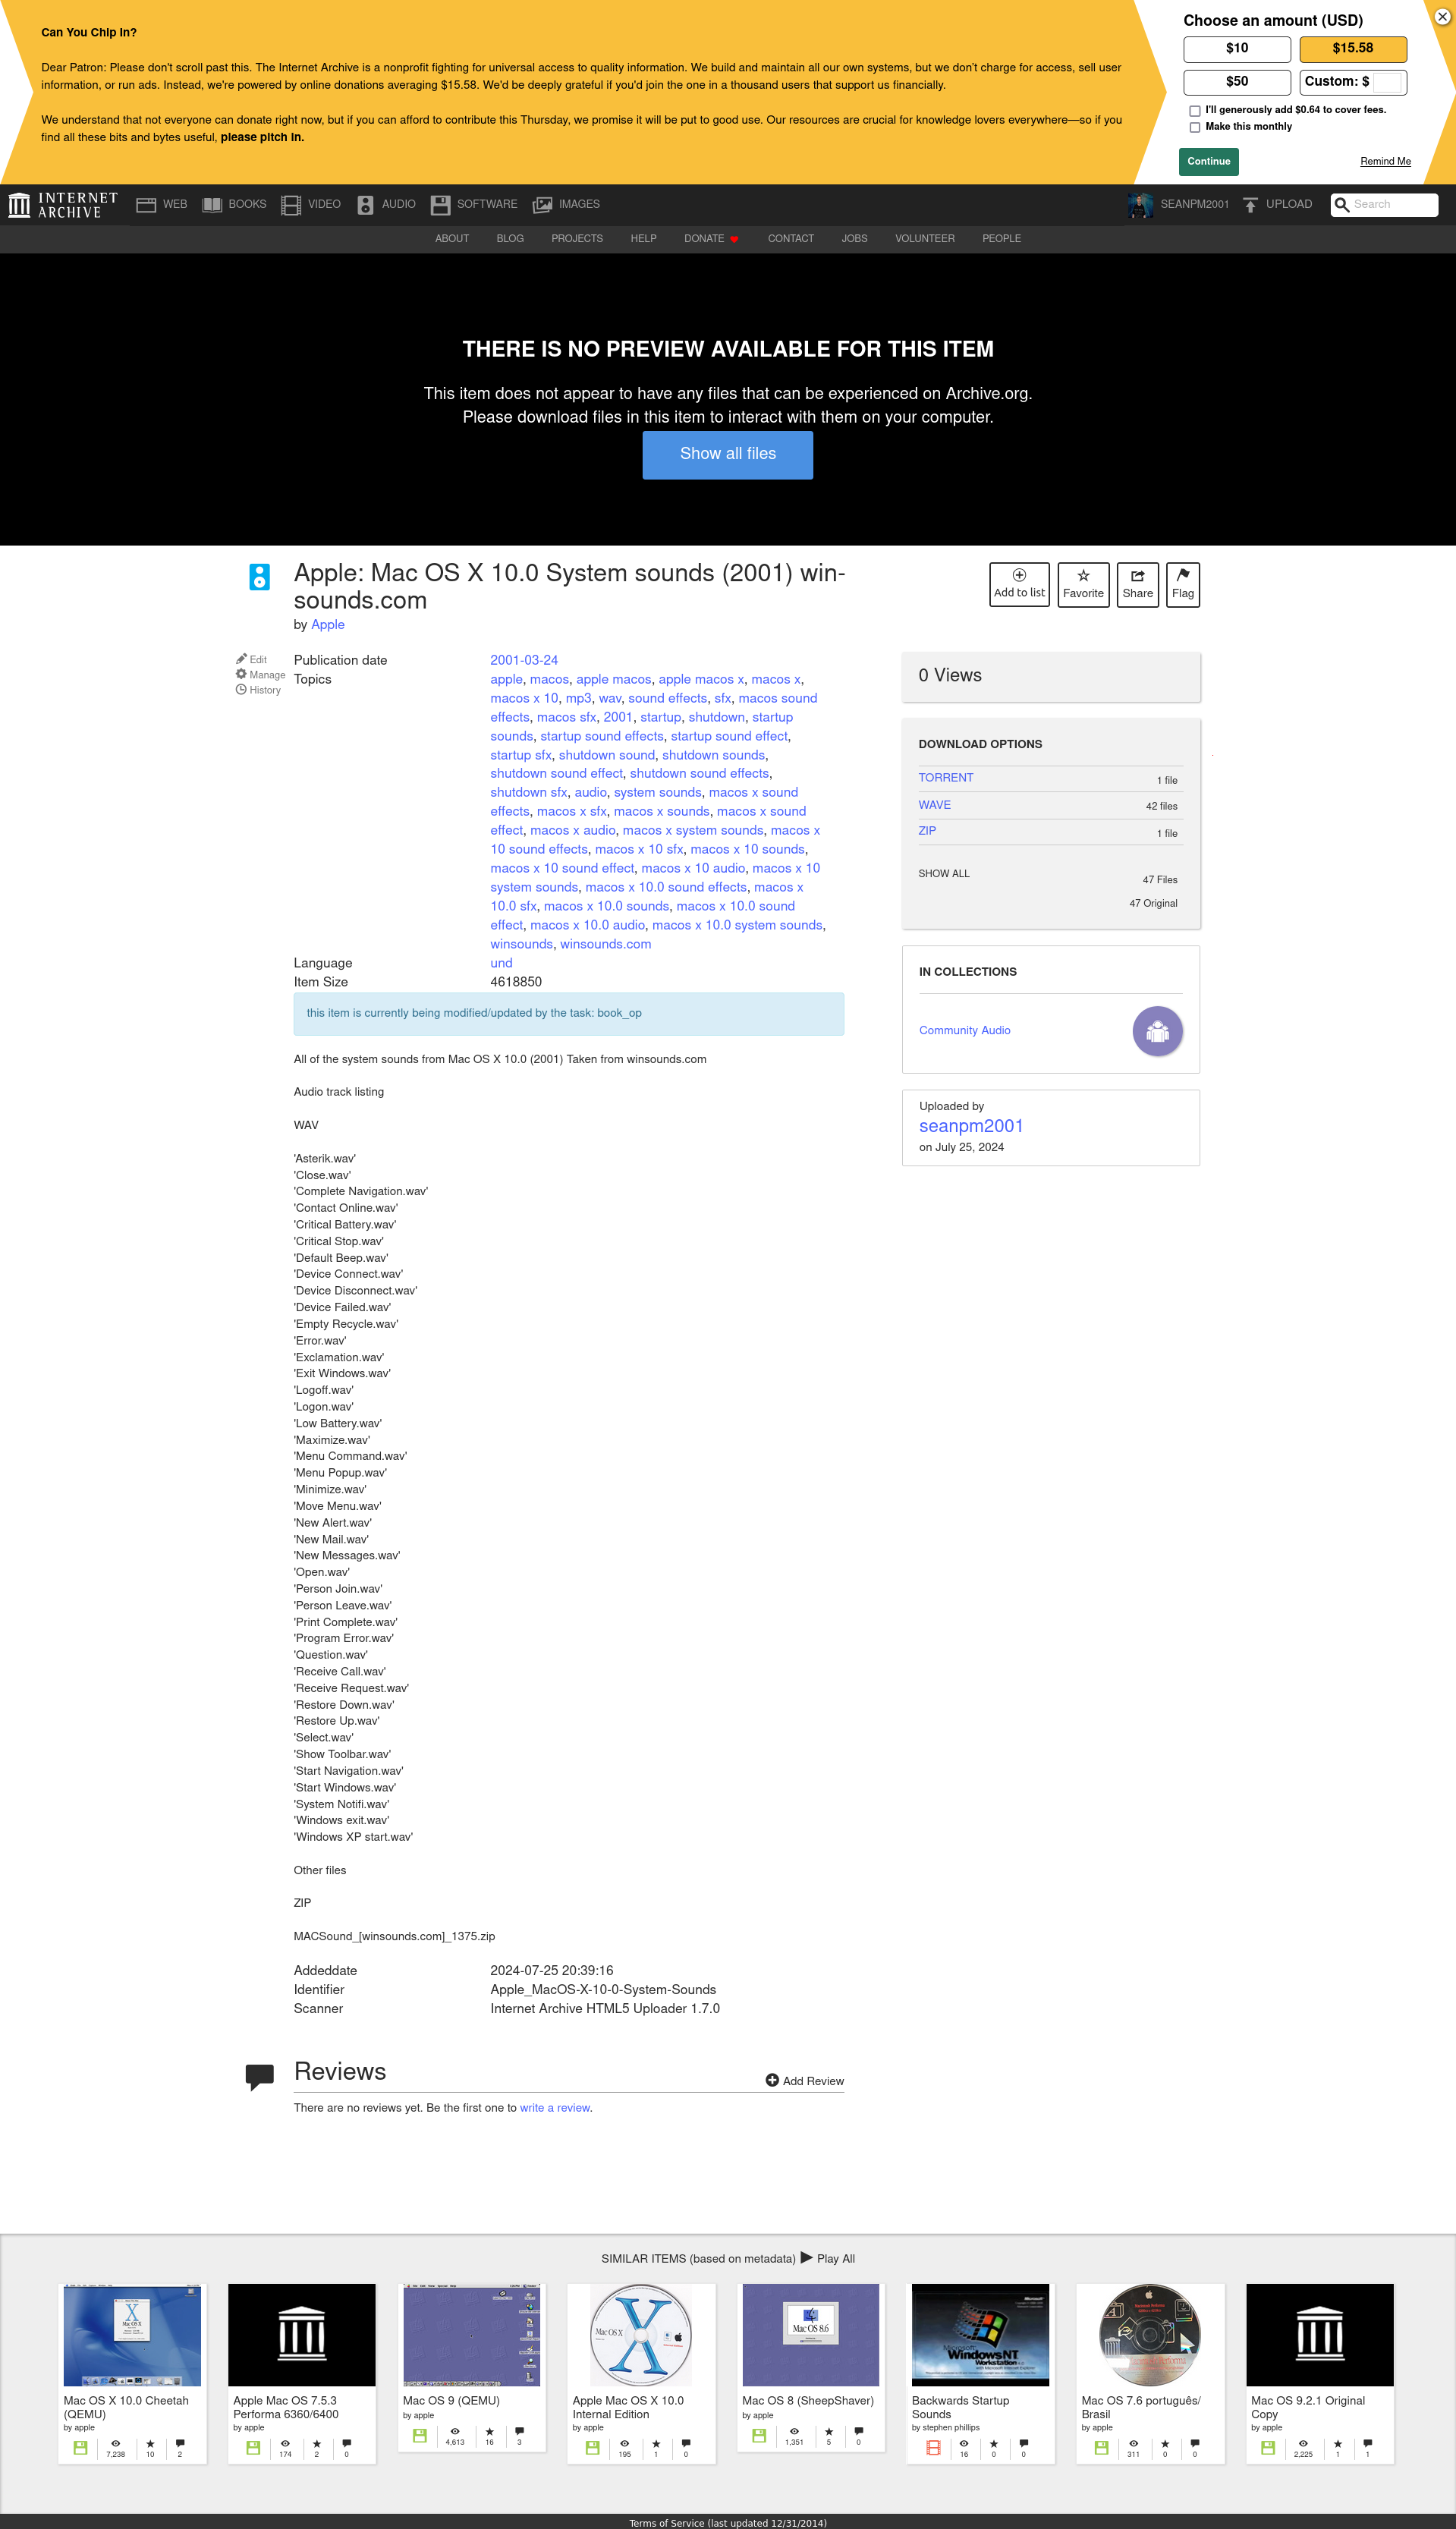 Can You Chip In?
Dear Patron: Please don't scroll past this. The Internet Archive is a nonprofit fighting for universal access to quality information. We build and maintain all our own systems, but we don't charge for access, sell user
information, or run ads. Instead, we're powered by online donations averaging $15.58. We'd be deeply grateful if you'd join the one in a thousand users that support us financially.
We understand that not everyone can donate right now, but if you can afford to contribute this Thursday, we promise it will be put to good use. Our resources are crucial for knowledge lovers everywhere—so if you
find all these bits and bytes useful, please pitch in.
Choose an amount (USD)
$10
$15.58
$50
Custom: $
I'll generously add $0.64 to cover fees.
Make this monthly
Continue
Remind Me
INTERNET
ARCHIVE
WEB
BOOKS
VIDEO
AUDIO
SOFTWARE
IMAGES
SEANPM2001
UPLOAD
Search
ABOUT
BLOG
PROJECTS
HELP
DONATE
CONTACT
JOBS
VOLUNTEER
PEOPLE
THERE IS NO PREVIEW AVAILABLE FOR THIS ITEM
This item does not appear to have any files that can be experienced on Archive.org.
Please download files in this item to interact with them on your computer.
Show all files
Apple: Mac OS X 10.0 System sounds (2001) win-
sounds.com
by Apple
Add to list
Favorite
Share
Flag
Edit
Manage
History
Publication date 2001-03-24
Topics apple, macos, apple macos, apple macos x, macos x,
macos x 10, mp3, wav, sound effects, sfx, macos sound
effects, macos sfx, 2001, startup, shutdown, startup
sounds, startup sound effects, startup sound effect,
startup sfx, shutdown sound, shutdown sounds,
shutdown sound effect, shutdown sound effects,
shutdown sfx, audio, system sounds, macos x sound
effects, macos x sfx, macos x sounds, macos x sound
effect, macos x audio, macos x system sounds, macos x
10 sound effects, macos x 10 sfx, macos x 10 sounds,
macos x 10 sound effect, macos x 10 audio, macos x 10
system sounds, macos x 10.0 sound effects, macos x
10.0 sfx, macos x 10.0 sounds, macos x 10.0 sound
effect, macos x 10.0 audio, macos x 10.0 system sounds,
winsounds, winsounds.com
Language und
Item Size 4618850
this item is currently being modified/updated by the task: book_op
All of the system sounds from Mac OS X 10.0 (2001) Taken from winsounds.com
Audio track listing
WAV
'Asterik.wav'
'Close.wav'
'Complete Navigation.wav'
'Contact Online.wav'
'Critical Battery.wav'
'Critical Stop.wav'
'Default Beep.wav'
'Device Connect.wav'
'Device Disconnect.wav'
'Device Failed.wav'
'Empty Recycle.wav'
'Error.wav'
'Exclamation.wav'
'Exit Windows.wav'
'Logoff.wav'
'Logon.wav'
'Low Battery.wav'
'Maximize.wav'
'Menu Command.wav'
'Menu Popup.wav'
'Minimize.wav'
'Move Menu.wav'
'New Alert.wav'
'New Mail.wav'
'New Messages.wav'
'Open.wav'
'Person Join.wav'
'Person Leave.wav'
'Print Complete.wav'
'Program Error.wav'
'Question.wav'
'Receive Call.wav'
'Receive Request.wav'
'Restore Down.wav'
'Restore Up.wav'
'Select.wav'
'Show Toolbar.wav'
'Start Navigation.wav'
'Start Windows.wav'
'System Notifi.wav'
'Windows exit.wav'
'Windows XP start.wav'
Other files
ZIP
MACSound_[winsounds.com]_1375.zip
Addeddate 2024-07-25 20:39:16
Identifier Apple_MacOS-X-10-0-System-Sounds
Scanner Internet Archive HTML5 Uploader 1.7.0
0 Views
DOWNLOAD OPTIONS
TORRENT 1 file
WAVE 42 files
ZIP 1 file
SHOW ALL 47 Files
47 Original
IN COLLECTIONS
Community Audio
Uploaded by
seanpm2001
on July 25, 2024
Reviews
Add Review
There are no reviews yet. Be the first one to write a review.
SIMILAR ITEMS (based on metadata) Play All
Mac OS X 10.0 Cheetah
(QEMU)
by apple
7,238 10 2
Apple Mac OS 7.5.3
Performa 6360/6400
by apple
174 2 0
Mac OS 9 (QEMU)
by apple
4,613 16 3
Mac OS X
Apple Mac OS X 10.0
Internal Edition
by apple
195 1 0
Mac OS 8.6
Mac OS 8 (SheepShaver)
by apple
1,351 5 0
Microsoft
WindowsNT
Workstation
Backwards Startup
Sounds
by stephen phillips
16 0 0
Mac OS 7.6 português/
Brasil
by apple
311 0 0
Mac OS 9.2.1 Original
Copy
by apple
2,225 1 1
Terms of Service (last updated 12/31/2014)